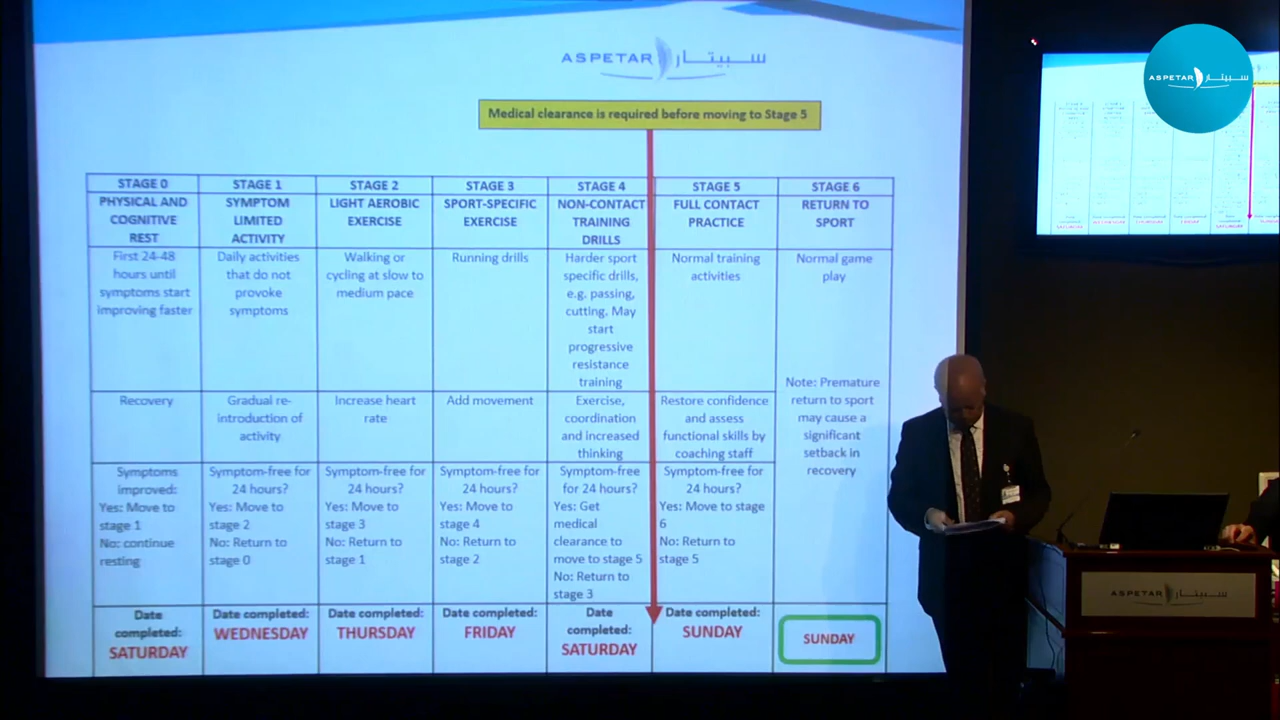 ASPETAR سبيتار
ASPETAR سبيتار
Medical clearance is required before moving to Stage 5
STAGE 0
PHYSICAL AND
COGNITIVE
REST
First 24-48
hours until
symptoms start
improving faster
Recovery
Symptoms
improved:
Yes: Move to
stage 1
No: continue
resting
Date
completed:
SATURDAY
STAGE 1
SYMPTOM
LIMITED
ACTIVITY
Daily activities
that do not
provoke
symptoms
Gradual re-
introduction of
activity
Symptom-free for
24 hours?
Yes: Move to
stage 2
No: Return to
stage 0
Date completed:
WEDNESDAY
STAGE 2
LIGHT AEROBIC
EXERCISE
Walking or
cycling at slow to
medium pace
Increase heart
rate
Symptom-free for
24 hours?
Yes: Move to
stage 3
No: Return to
stage 1
Date completed:
THURSDAY
STAGE 3
SPORT-SPECIFIC
EXERCISE
Running drills
Add movement
Symptom-free for
24 hours?
Yes: Move to
stage 4
No: Return to
stage 2
Date completed:
FRIDAY
STAGE 4
NON-CONTACT
TRAINING
DRILLS
Harder sport
specific drills,
e.g. passing,
cutting. May
start
progressive
resistance
training
Exercise,
coordination
and increased
thinking
Symptom-free
for 24 hours?
Yes: Get
medical
clearance to
move to stage 5
No: Return to
stage 3
Date
completed:
SATURDAY
STAGE 5
FULL CONTACT
PRACTICE
Normal training
activities
Restore confidence
and assess
functional skills by
coaching staff
Symptom-free for
24 hours?
Yes: Move to stage
6
No: Return to
stage 5
Date completed:
SUNDAY
STAGE 6
RETURN TO
SPORT
Normal game
play
Note: Premature
return to sport
may cause a
significant
setback in
recovery
SUNDAY
ASPETAR سبيتار